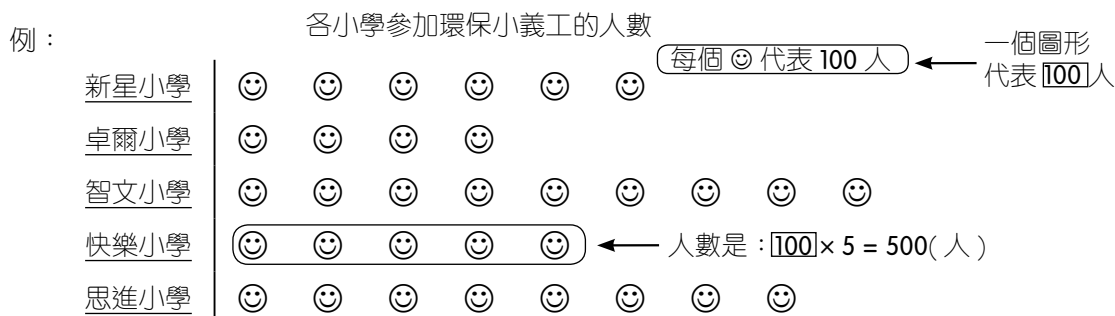 各小學參加環保小義工的人數
例：
每個 ☺ 代表 100 人
一個圖形
代表 100 人
新星小學
卓爾小學
智文小學
快樂小學
人數是：100 × 5 = 500( 人 )
思進小學